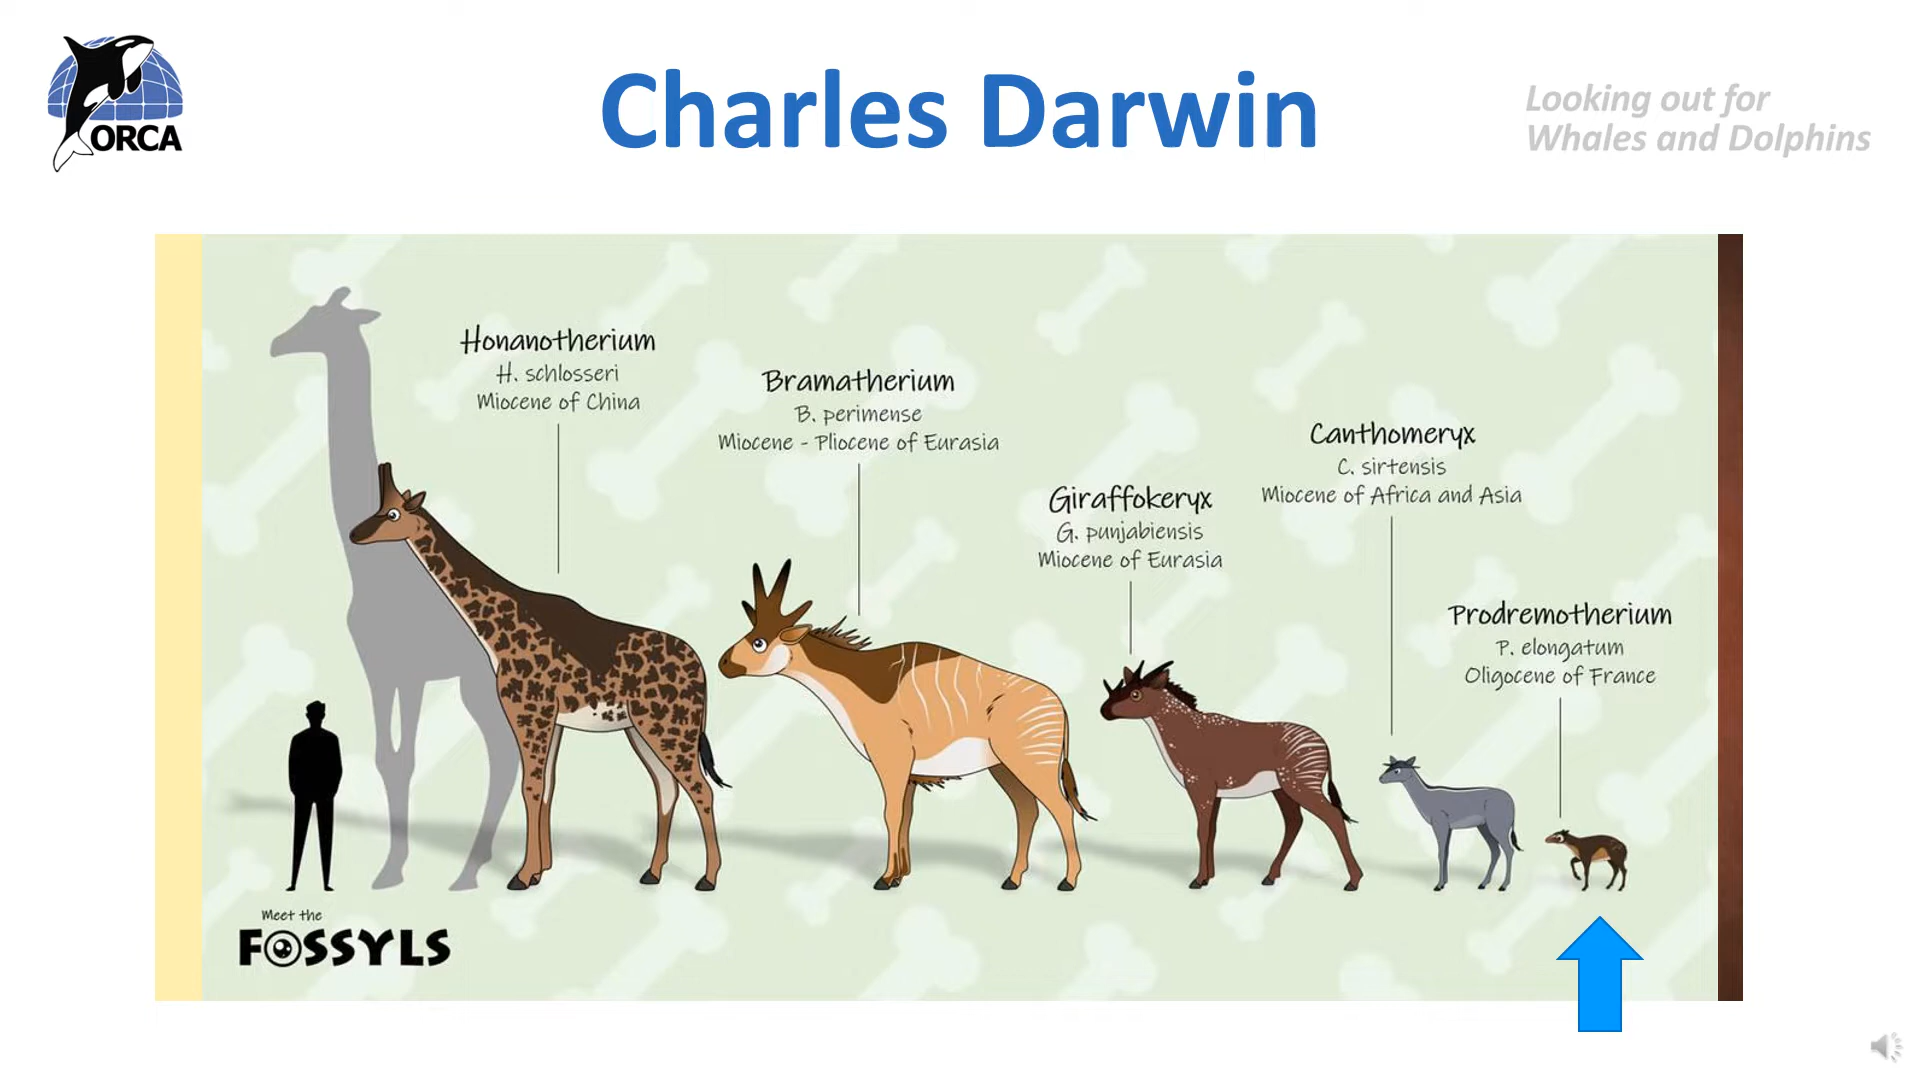 ORCA
Charles Darwin
Looking out for
Whales and Dolphins
Honanotherium
H. schlosseri
Miocene of China
Bramatherium
B. perimense
Miocene - Pliocene of Eurasia
Giraffokeryx
G. punjabiensis
Miocene of Eurasia
Canthomeryx
C. sirtensis
Miocene of Africa and Asia
Prodremotherium
P. elongatum
Oligocene of France
Meet the
FOSSYLS